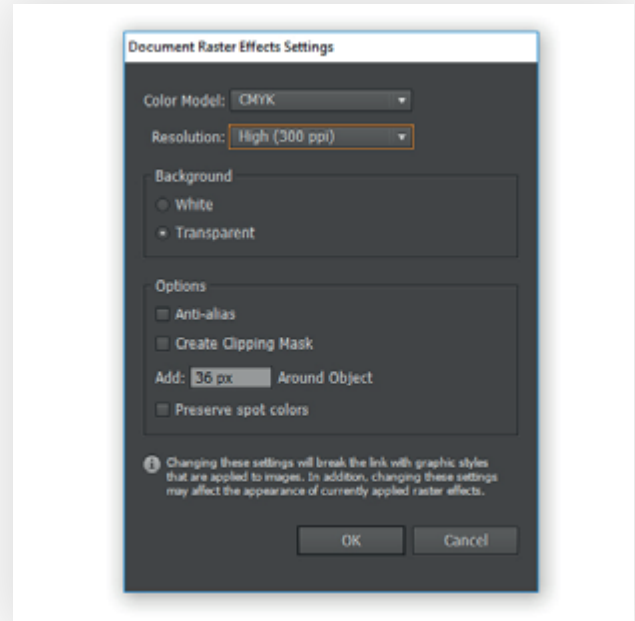 Document Raster Effects Settings
Color Model: CMYK
Resolution: High (300 ppi)
Background
White
Transparent
Options
Anti-alias
Create Clipping Mask
Add: 36 px Around Object
Preserve spot colors
Changing these settings will break the link with graphic styles
that are applied to images. In addition, changing these settings
may affect the appearance of currently applied raster effects.
OK Cancel